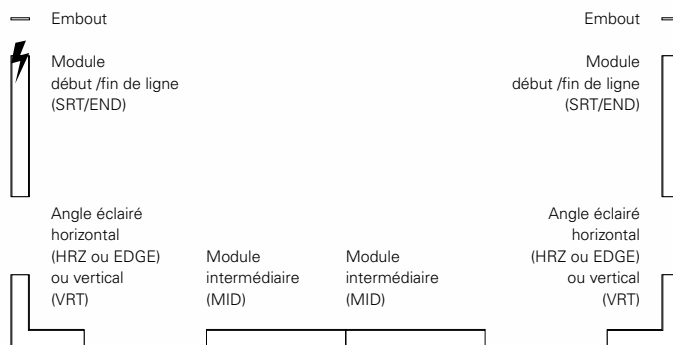 Embout
Embout
Module
début /fin de ligne
(SRT/END)
Module
début /fin de ligne
(SRT/END)
Angle éclairé
horizontal
(HRZ ou EDGE)
ou vertical
(VRT)
Module
intermédiaire
(MID)
Module
intermédiaire
(MID)
Angle éclairé
horizontal
(HRZ ou EDGE)
ou vertical
(VRT)